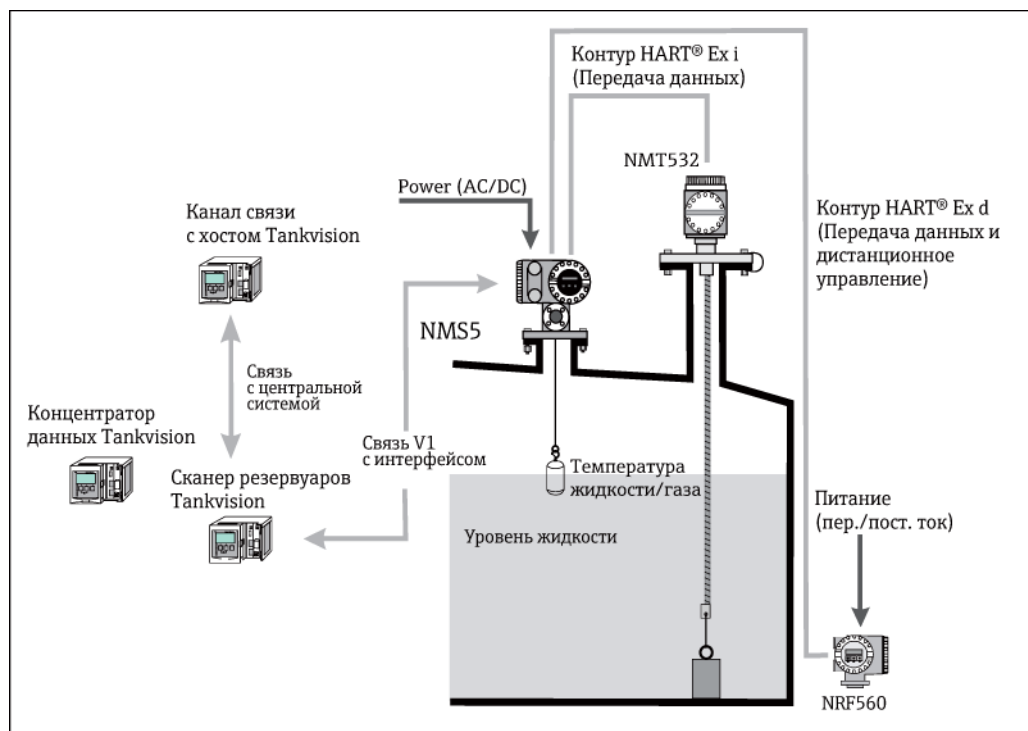 Контур HART® Ex i
(Передача данных)
NMT532
Power (AC/DC)
Канал связи
с хостом Tankvision
Контур HART® Ex d
(Передача данных и
дистанционное
управление)
NMS5
Связь
с центральной
системой
Концентратор
данных Tankvision
Связь V1
с интерфейсом
Сканер резервуаров
Tankvision
Температура
жидкости/газа
Уровень жидкости
Питание
(пер./пост. ток)
NRF560